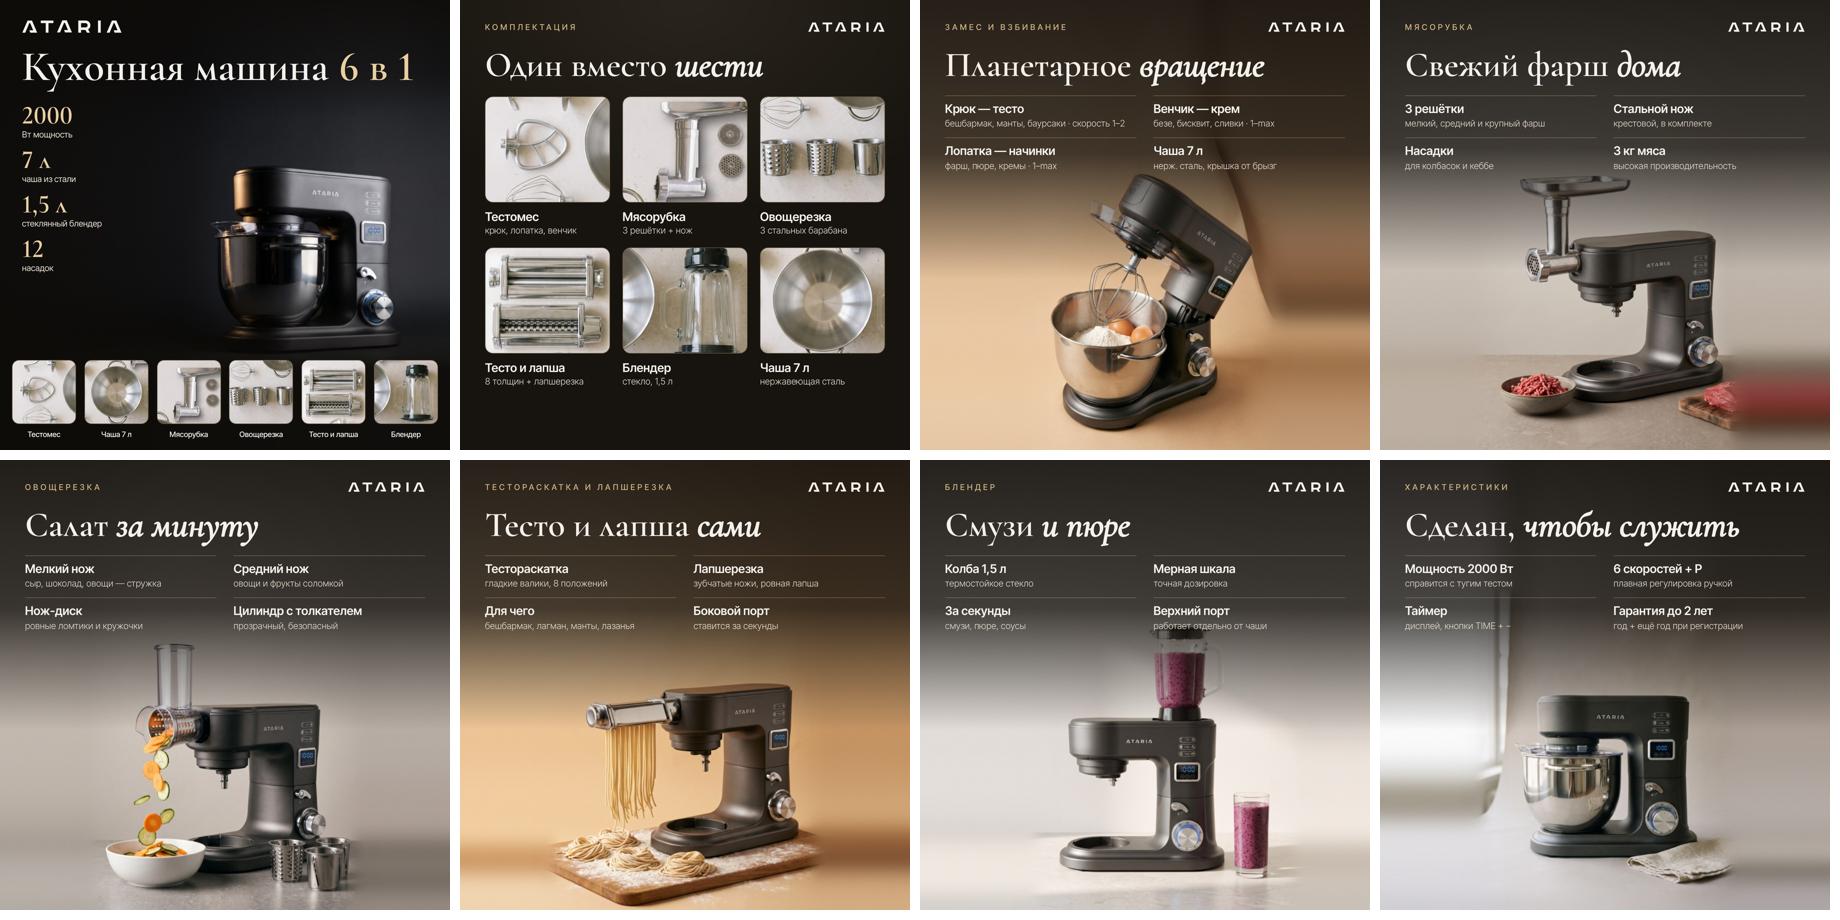 ATARIA
Кухонная машина 6 в 1
2000
Вт мощность
7 л
чаша из стали
1,5 л
стеклянный блендер
12
насадок
ATARIA
Тестомес
Чаша 7 л
Мясорубка
Овощерезка
Тесто и лапша
Блендер
КОМПЛЕКТАЦИЯ
ATARIA
Один вместо шести
Тестомес
крюк, лопатка, венчик
Мясорубка
3 решётки + нож
Овощерезка
3 стальных барабана
Тесто и лапша
8 толщин + лапшерезка
Блендер
стекло, 1,5 л
Чаша 7 л
нержавеющая сталь
ЗАМЕС И ВЗБИВАНИЕ
ATARIA
Планетарное вращение
Крюк — тесто
бешбармак, манты, баурсаки · скорость 1–2
Венчик — крем
безе, бисквит, сливки · 1–max
Лопатка — начинки
фарш, пюре, кремы · 1–max
Чаша 7 л
нерж. сталь, крышка от брызг
ATARIA
МЯСОРУБКА
ATARIA
Свежий фарш дома
3 решётки
мелкий, средний и крупный фарш
Стальной нож
крестовой, в комплекте
Насадки
для колбасок и кеббе
3 кг мяса
высокая производительность
ATARIA
ОВОЩЕРЕЗКА
ATARIA
Салат за минуту
Мелкий нож
сыр, шоколад, овощи — стружка
Средний нож
овощи и фрукты соломкой
Нож-диск
ровные ломтики и кружочки
Цилиндр с толкателем
прозрачный, безопасный
ATARIA
ТЕСТОРАСКАТКА И ЛАПШЕРЕЗКА
ATARIA
Тесто и лапша сами
Тестораскатка
гладкие валики, 8 положений
Лапшерезка
зубчатые ножи, ровная лапша
Для чего
бешбармак, лагман, манты, лазанья
Боковой порт
ставится за секунды
ATARIA
БЛЕНДЕР
ATARIA
Смузи и пюре
Колба 1,5 л
термостойкое стекло
Мерная шкала
точная дозировка
За секунды
смузи, пюре, соусы
Верхний порт
работает отдельно от чаши
ATARIA
ХАРАКТЕРИСТИКИ
ATARIA
Сделан, чтобы служить
Мощность 2000 Вт
справится с тугим тестом
6 скоростей + P
плавная регулировка ручкой
Таймер
дисплей, кнопки TIME + −
Гарантия до 2 лет
год + ещё год при регистрации
ATARIA